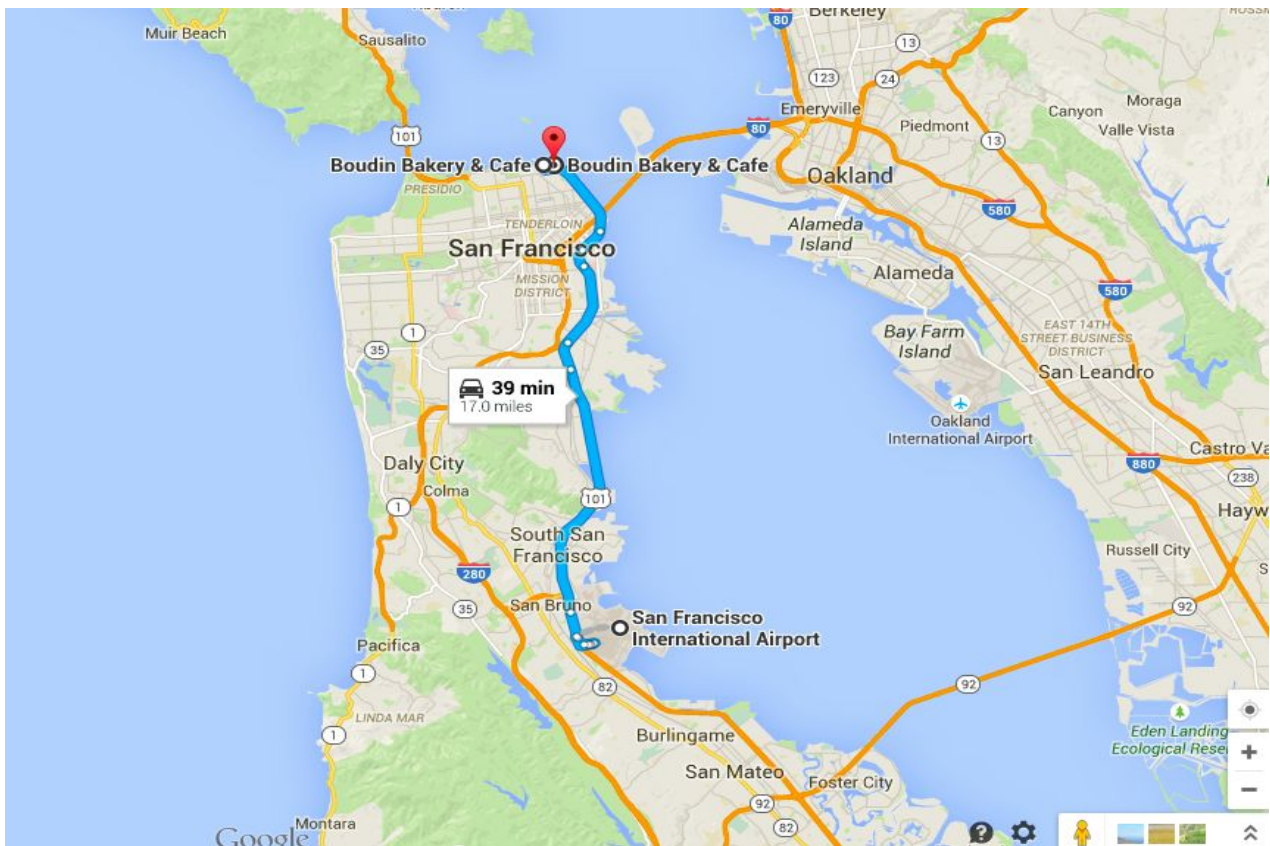 Muir Beach
Sausalito
Berkeley
80
13
123
24
Emeryville
Canyon
Moraga
Valle Vista
Piedmont
101
80
13
Boudin Bakery & Cafe
Boudin Bakery & Cafe
PRESIDIO
Oakland
580
TENDERLOIN
Alameda
Island
San Francisco
MISSION
DISTRICT
Alameda
580
1
35
Bay Farm
Island
EAST 14TH
STREET BUSINESS
DISTRICT
San Leandro
39 min
17.0 miles
Oakland
International Airport
Castro Va
Daly City
880
238
Colma
101
1
Hayw
South San
Francisco
Russell City
280
San Bruno
35
92
San Francisco
International Airport
Pacifica
1
82
92
LINDA MAR
1
Eden Landing
Ecological Rese
Burlingame
San Mateo
Foster City
92
82
Montara
Google